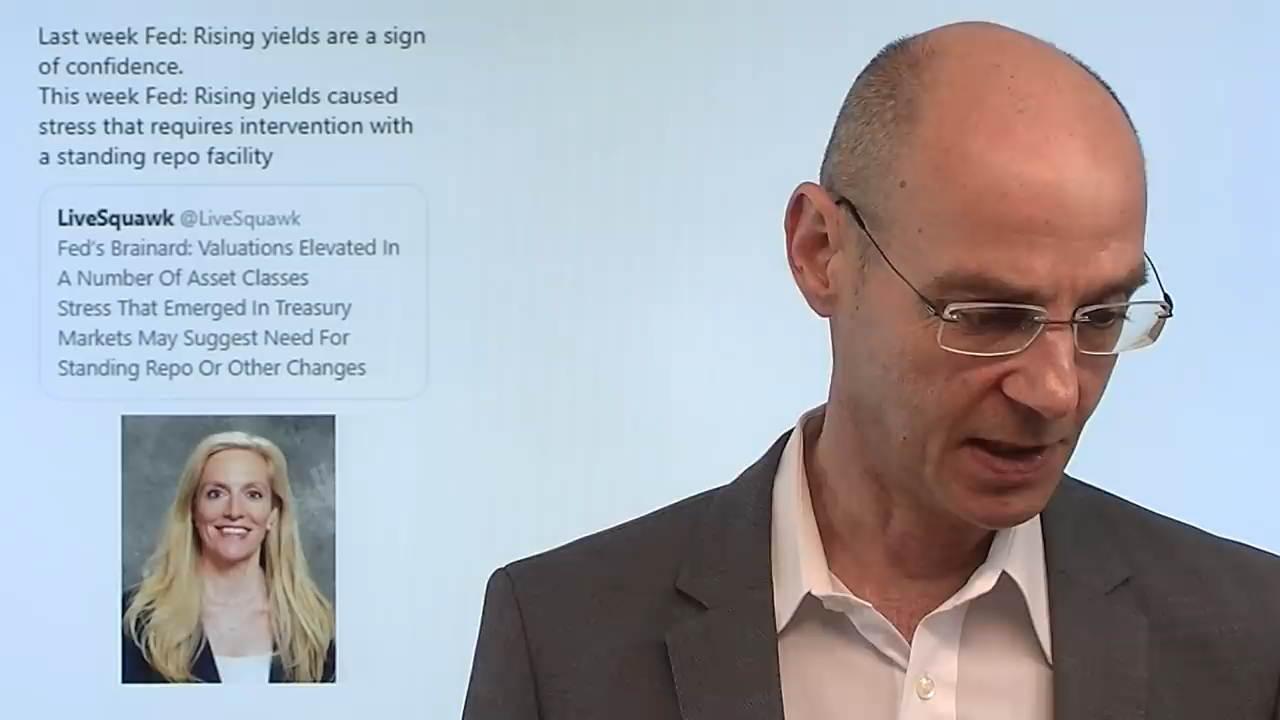 Last week Fed: Rising yields are a sign
of confidence.
This week Fed: Rising yields caused
stress that requires intervention with
a standing repo facility
LiveSquawk @LiveSquawk
Fed's Brainard: Valuations Elevated In
A Number Of Asset Classes
Stress That Emerged In Treasury
Markets May Suggest Need For
Standing Repo Or Other Changes